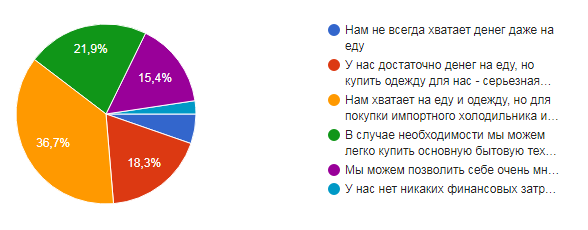 21,9%
15,4%
36,7%
18,3%
Нам не всегда хватает денег даже на
еду
У нас достаточно денег на еду, но
купить одежду для нас - серьезная...
Нам хватает на еду и одежду, но для
покупки импортного холодильника и...
В случае необходимости мы можем
легко купить основную бытовую тех...
Мы можем позволить себе очень мн...
У нас нет никаких финансовых затр...